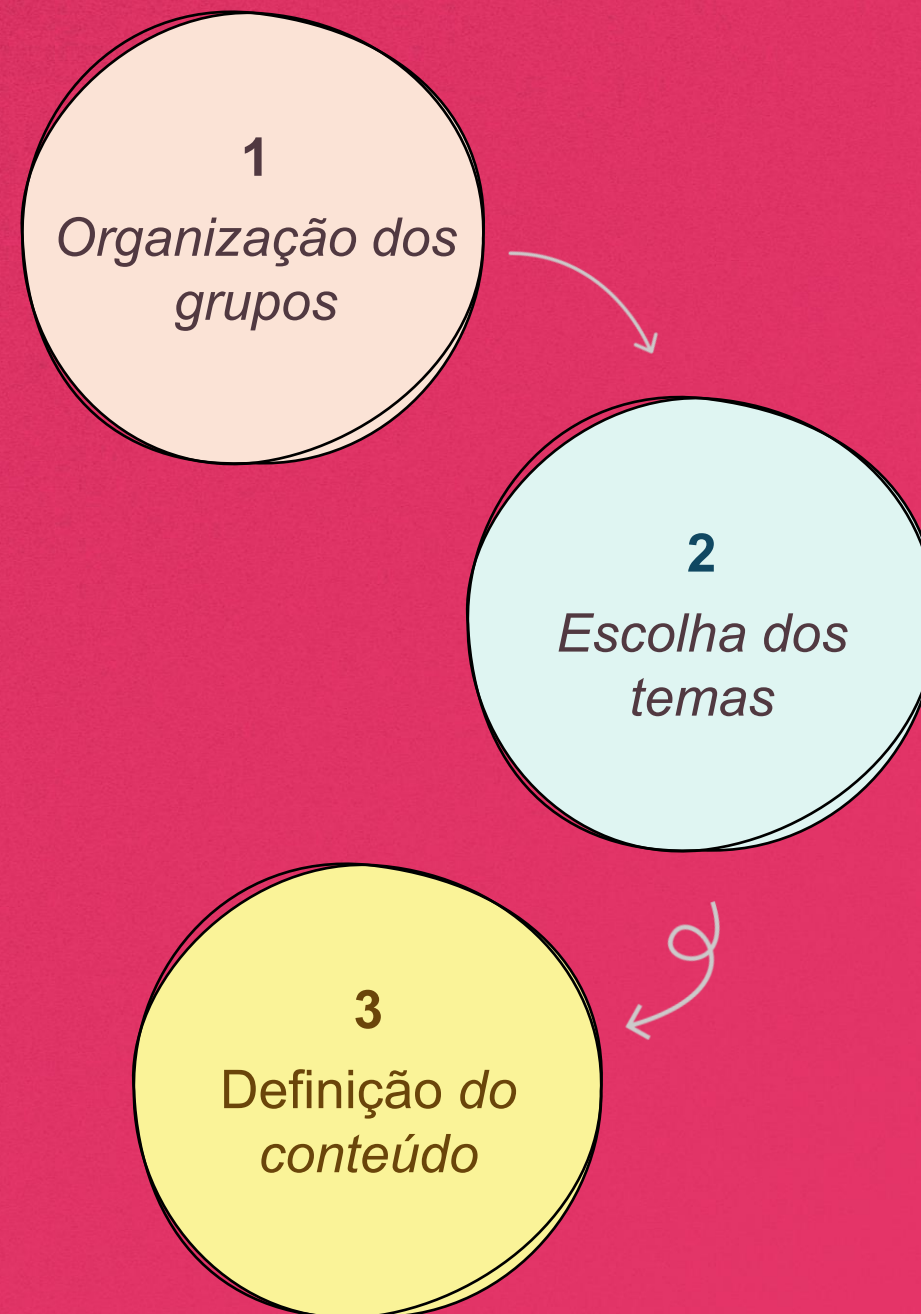 1
Organização dos
grupos
2
Escolha dos
temas
3
Definição do
conteúdo